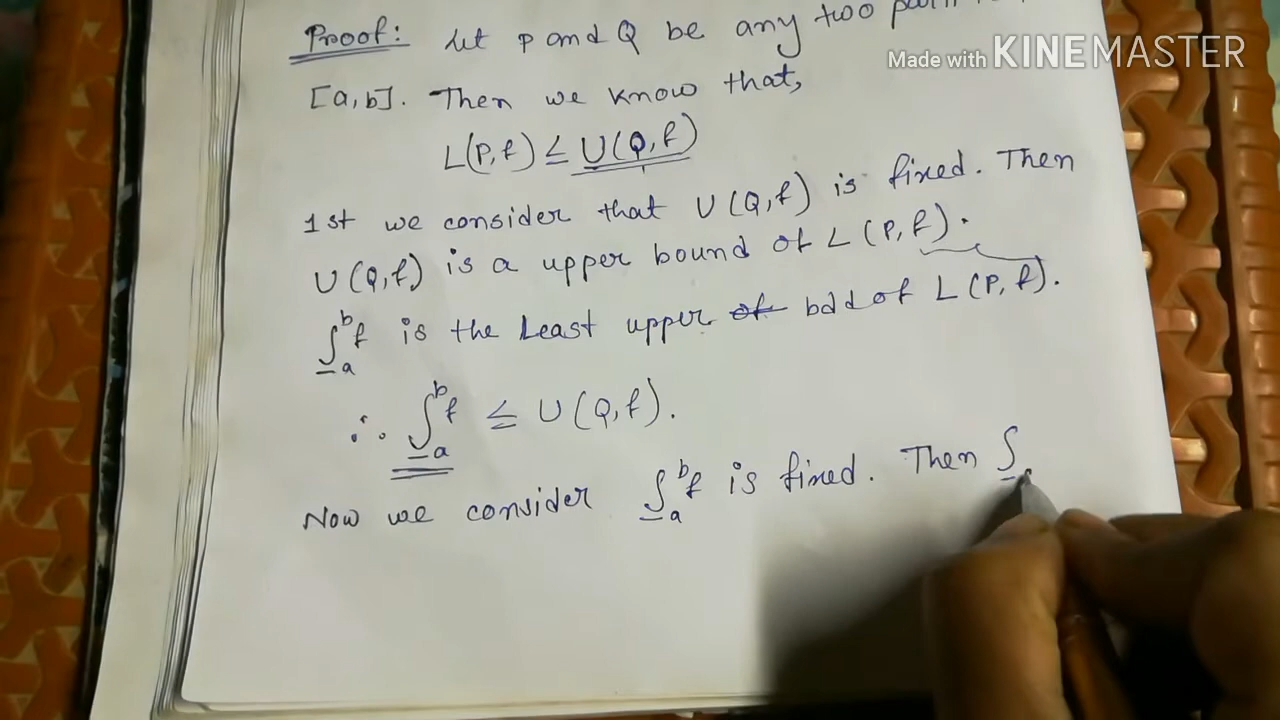 Made with KINEMASTER
Proof: Let P and Q be any two
[a,b]. Then we know that,
L(P,f) ≤ U(Q,f)
1st we consider that U(Q,f) is fixed. Then
U(Q,f) is a upper bound of L(P,f).
∫_a^b f is the Least upper of bdd of L(P,f).
∴ ∫_a^b f ≤ U(Q,f).
Now we consider ∫_a^b f is fixed. Then ∫